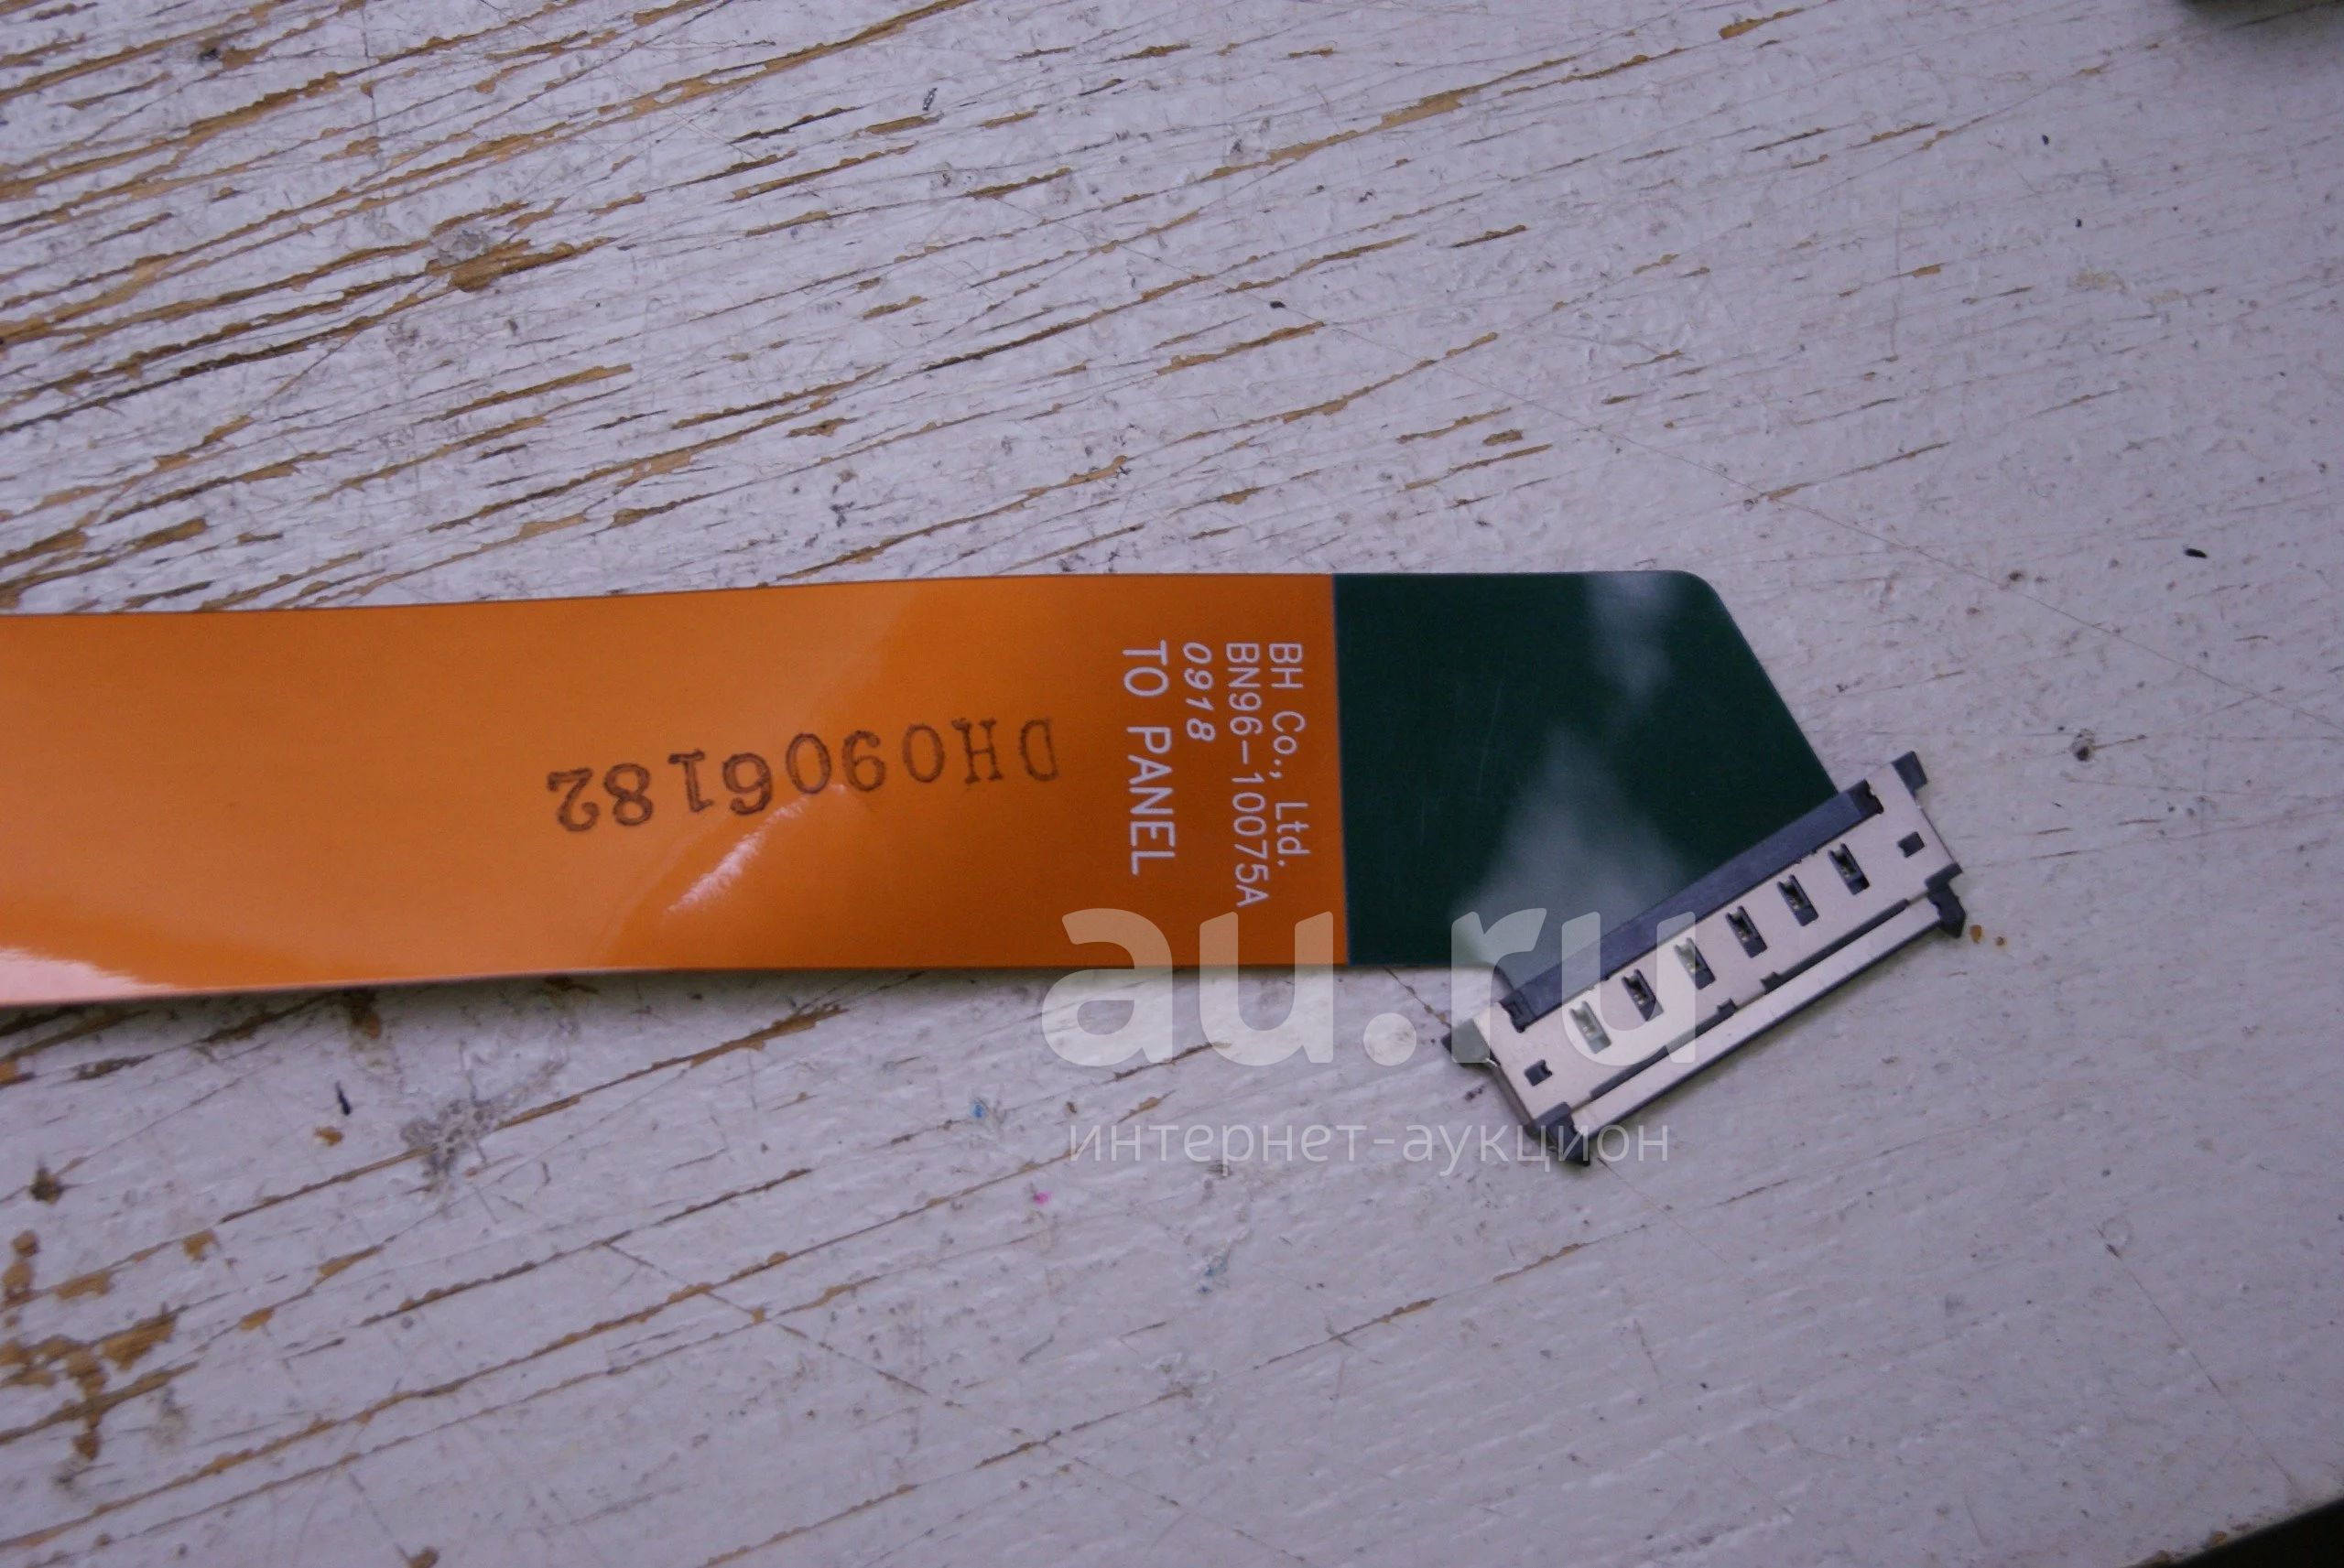 BH Co., Ltd.
BN96-10075A
0918
TO PANEL
DH0906182
au.ru
интернет-аукцион